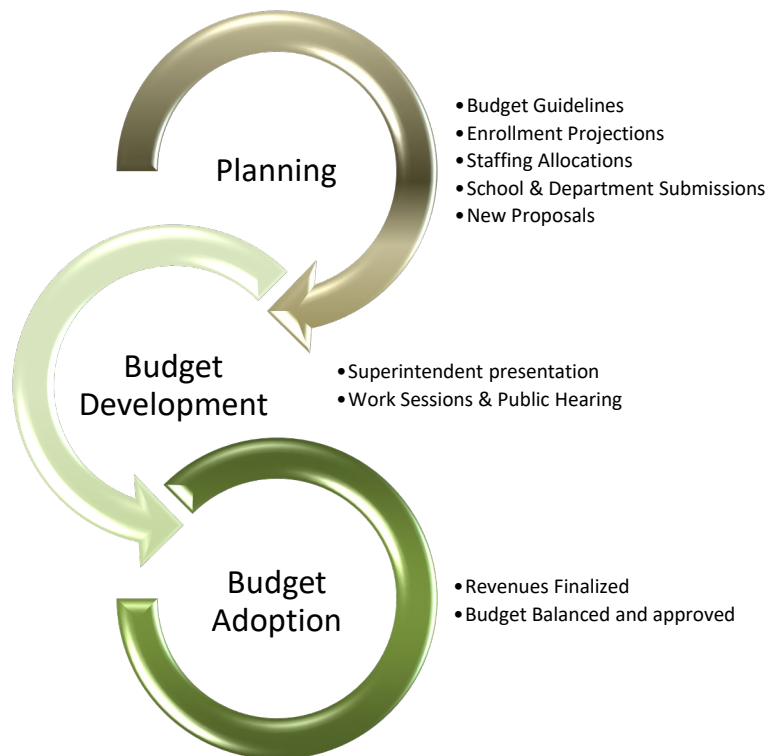 Planning
•Budget Guidelines
•Enrollment Projections
•Staffing Allocations
•School & Department Submissions
•New Proposals
Budget
Development
•Superintendent presentation
•Work Sessions & Public Hearing
Budget
Adoption
•Revenues Finalized
•Budget Balanced and approved